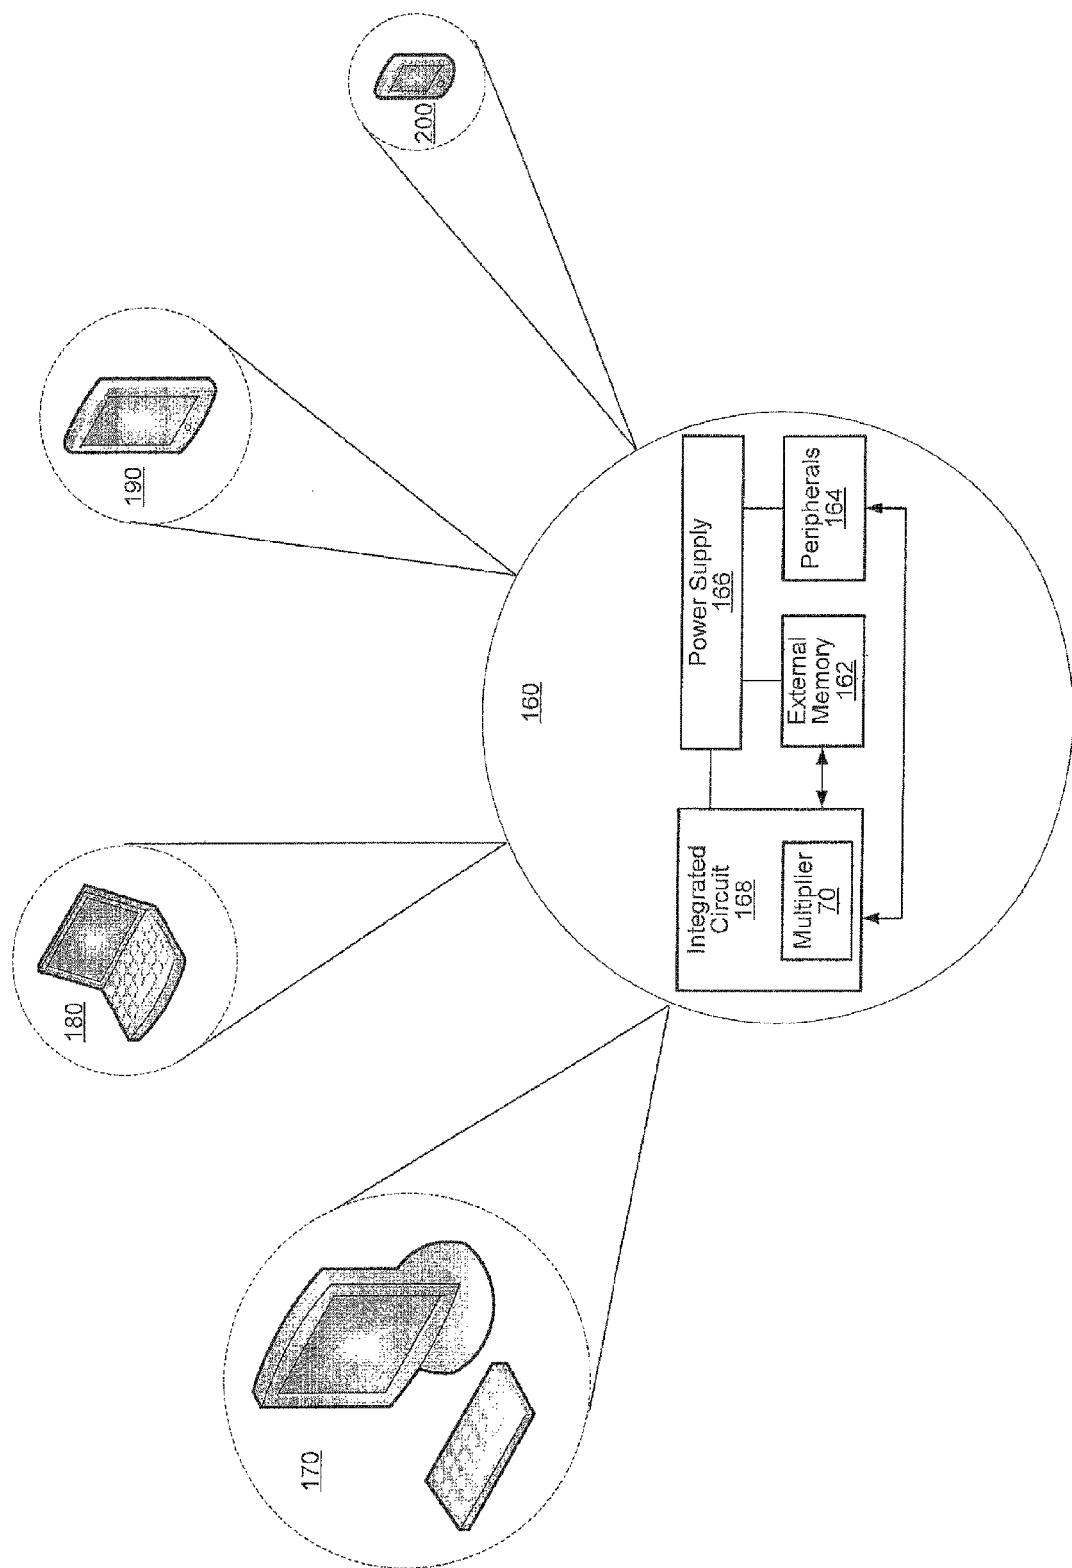 170
180
190
200
160
Integrated
Circuit
168
Multiplier
70
Power Supply
166
External
Memory
162
Peripherals
164